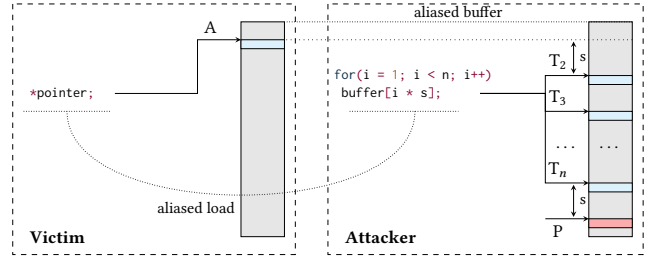 aliased buffer
A
T2
s
for(i = 1; i < n; i++)
*pointer;
buffer[i * s];
T3
... ...
Tn
aliased load
s
Victim
Attacker
P